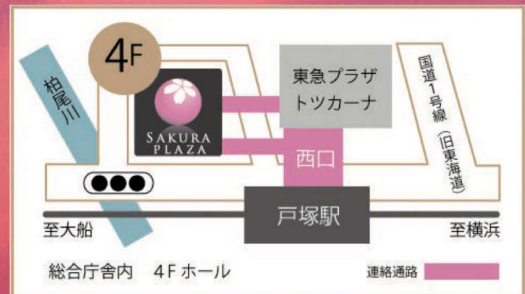 4F
柏尾川
SAKURA
PLAZA
東急プラザ
トツカーナ
国道1号線(旧東海道)
西口
戸塚駅
至大船
至横浜
総合庁舎内 4Fホール
連絡通路